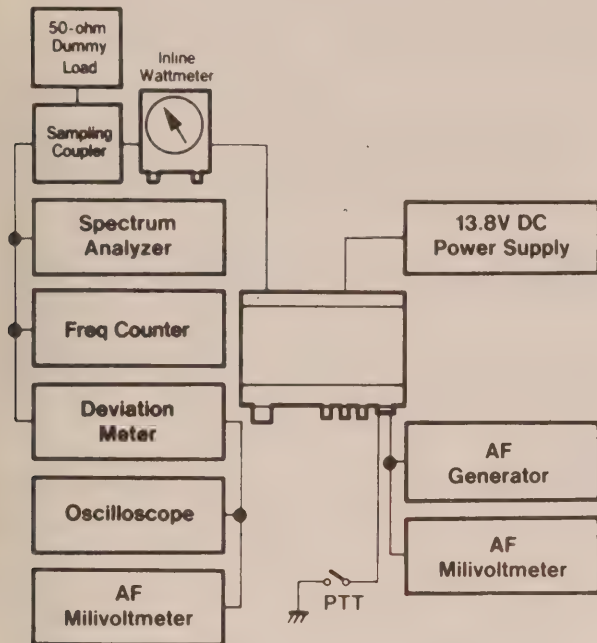 50-ohm
Dummy
Load
Inline
Wattmeter
Sampling
Coupler
Spectrum
Analyzer
13.8V DC
Power Supply
Freq Counter
Deviation
Meter
AF
Generator
Oscilloscope
AF
Milivoltmeter
AF
Milivoltmeter
PTT